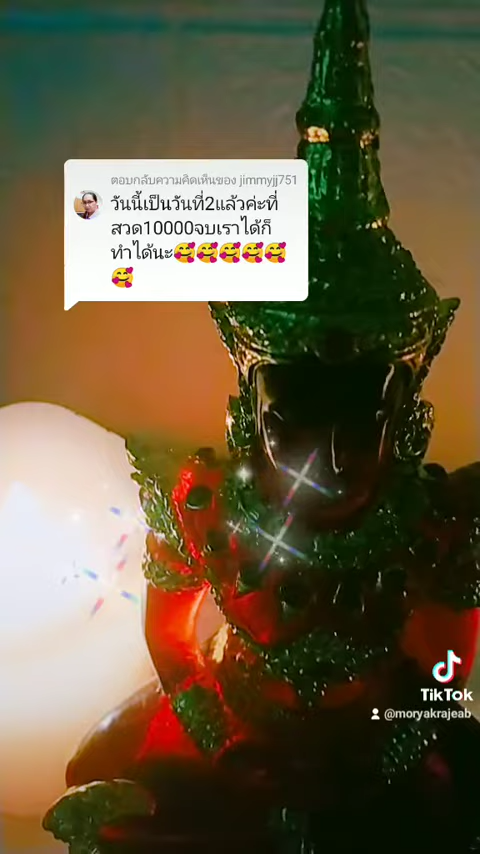 ตอบกลับความคิดเห็นของ jimmyjj751
วันนี้เป็นวันที่2แล้วค่ะที่
สวด10000จบเราได้ก็
ทำได้นะ🥰🥰🥰🥰🥰
🥰
TikTok
@moryakrajeab